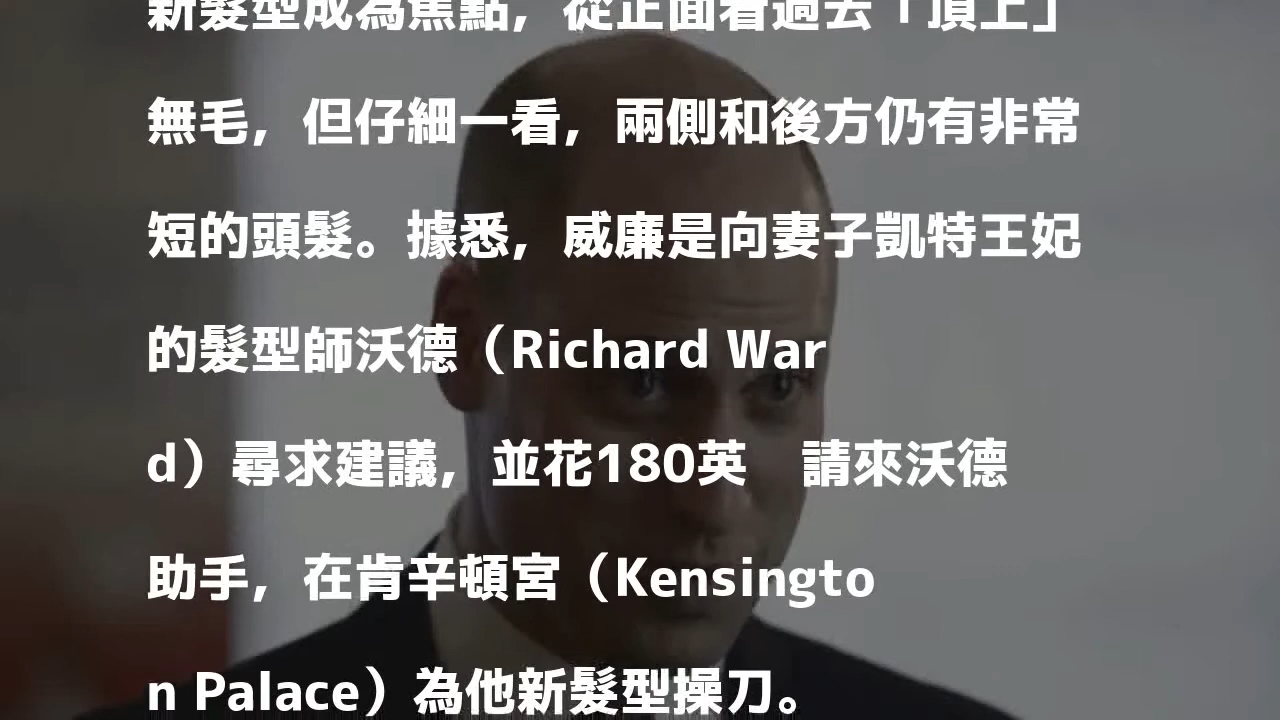 新髮型成為焦點，從正面看過去「頂上」
無毛，但仔細一看，兩側和後方仍有非常
短的頭髮。據悉，威廉是向妻子凱特王妃
的髮型師沃德（Richard War
d）尋求建議，並花180英　請來沃德
助手，在肯辛頓宮（Kensingto
n Palace）為他新髮型操刀。